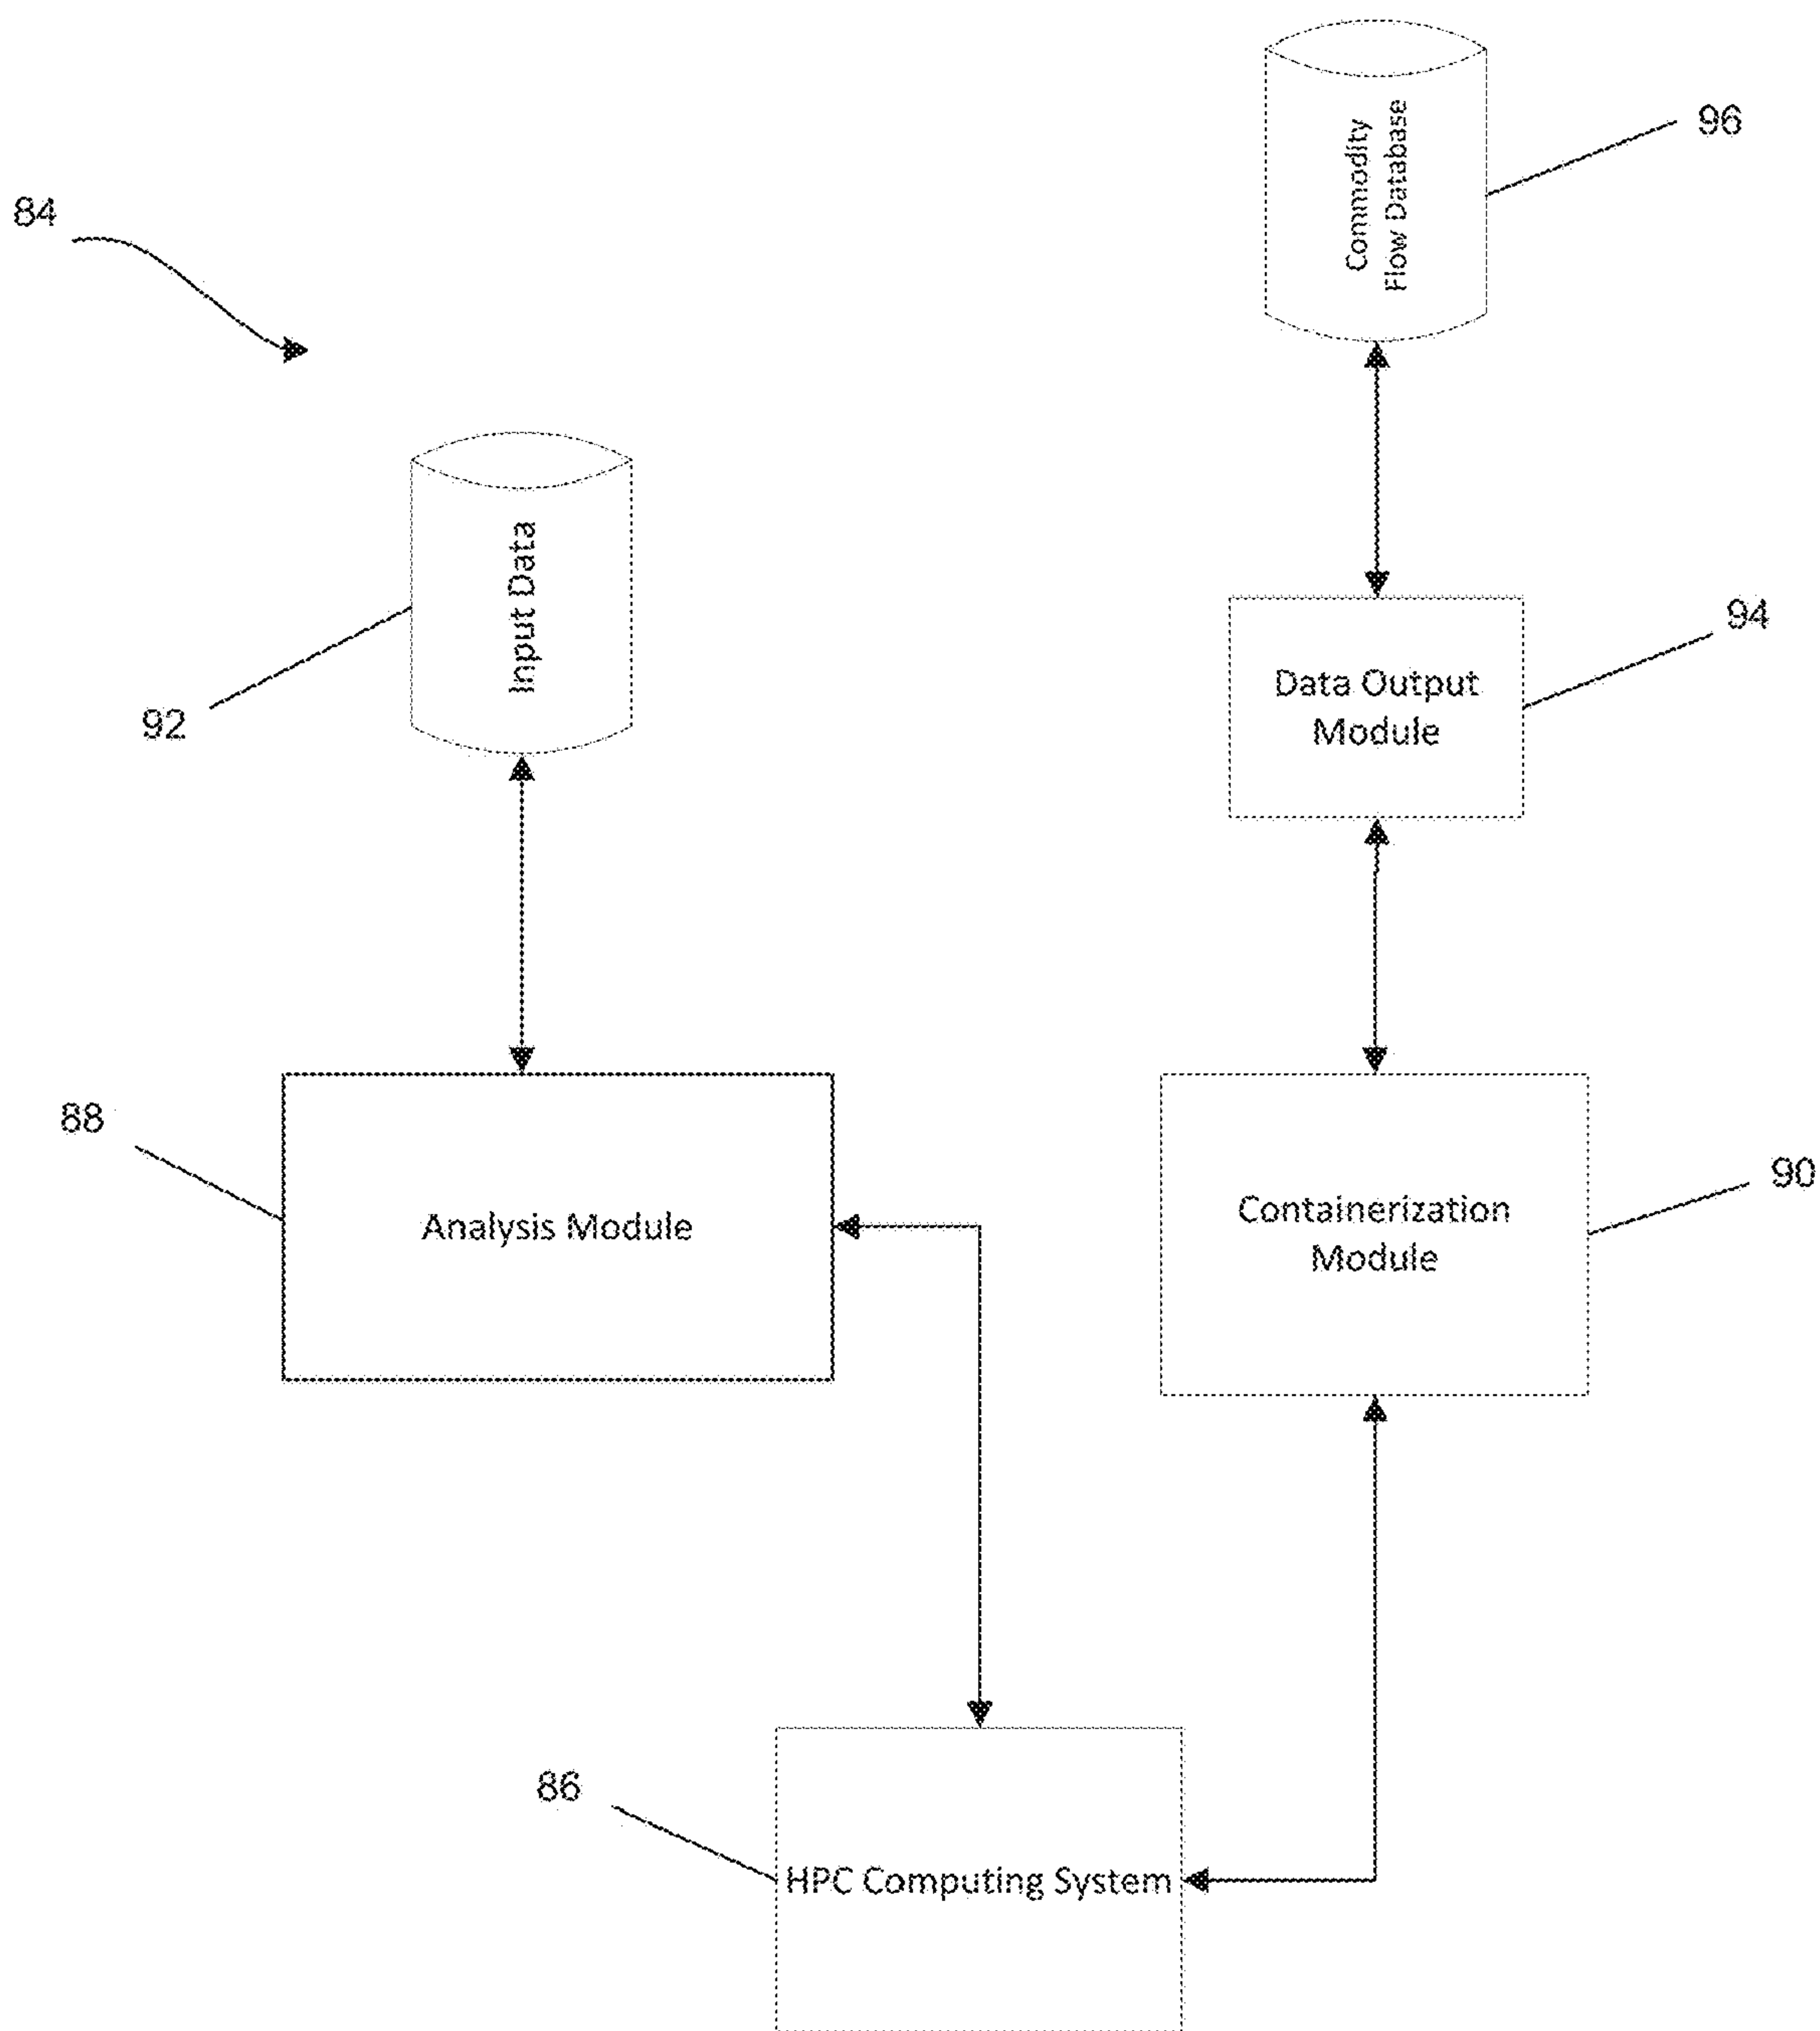 96
Commodity
Flow Database
84
Input Data
94
Data Output
Module
92
88
90
Analysis Module
Containerization
Module
86
HPC Computing System